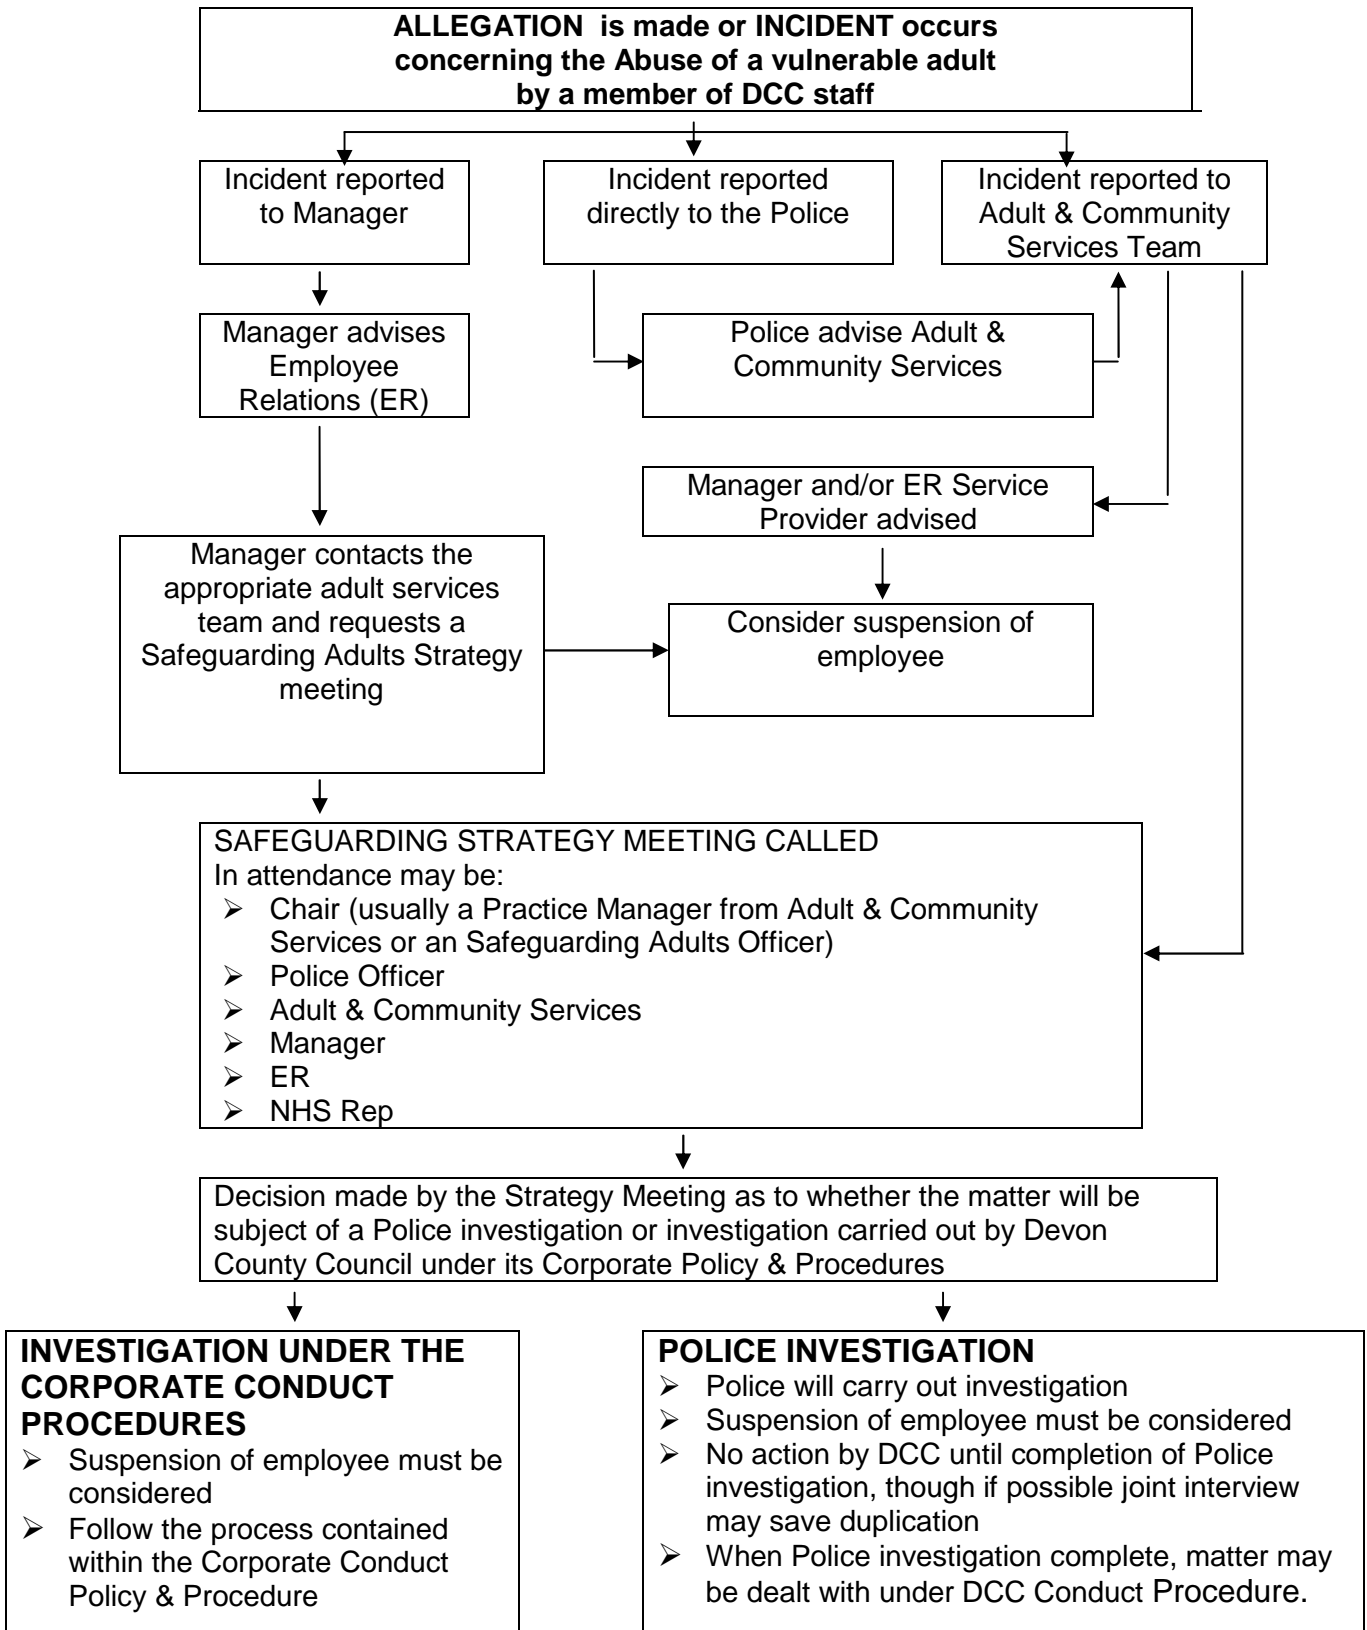 ALLEGATION  is made or INCIDENT occurs
concerning the Abuse of a vulnerable adult
by a member of DCC staff
Incident reported
to Manager
Incident reported
directly to the Police
Incident reported to
Adult & Community
Services Team
Manager advises
Employee
Relations (ER)
Police advise Adult &
Community Services
Manager and/or ER Service
Provider advised
Manager contacts the
appropriate adult services
team and requests a
Safeguarding Adults Strategy
meeting
Consider suspension of
employee
SAFEGUARDING STRATEGY MEETING CALLED
In attendance may be:
➢ Chair (usually a Practice Manager from Adult & Community
Services or an Safeguarding Adults Officer)
➢ Police Officer
➢ Adult & Community Services
➢ Manager
➢ ER
➢ NHS Rep
Decision made by the Strategy Meeting as to whether the matter will be
subject of a Police investigation or investigation carried out by Devon
County Council under its Corporate Policy & Procedures
INVESTIGATION UNDER THE
CORPORATE CONDUCT
PROCEDURES
➢ Suspension of employee must be
considered
➢ Follow the process contained
within the Corporate Conduct
Policy & Procedure
POLICE INVESTIGATION
➢ Police will carry out investigation
➢ Suspension of employee must be considered
➢ No action by DCC until completion of Police
investigation, though if possible joint interview
may save duplication
➢ When Police investigation complete, matter may
be dealt with under DCC Conduct Procedure.